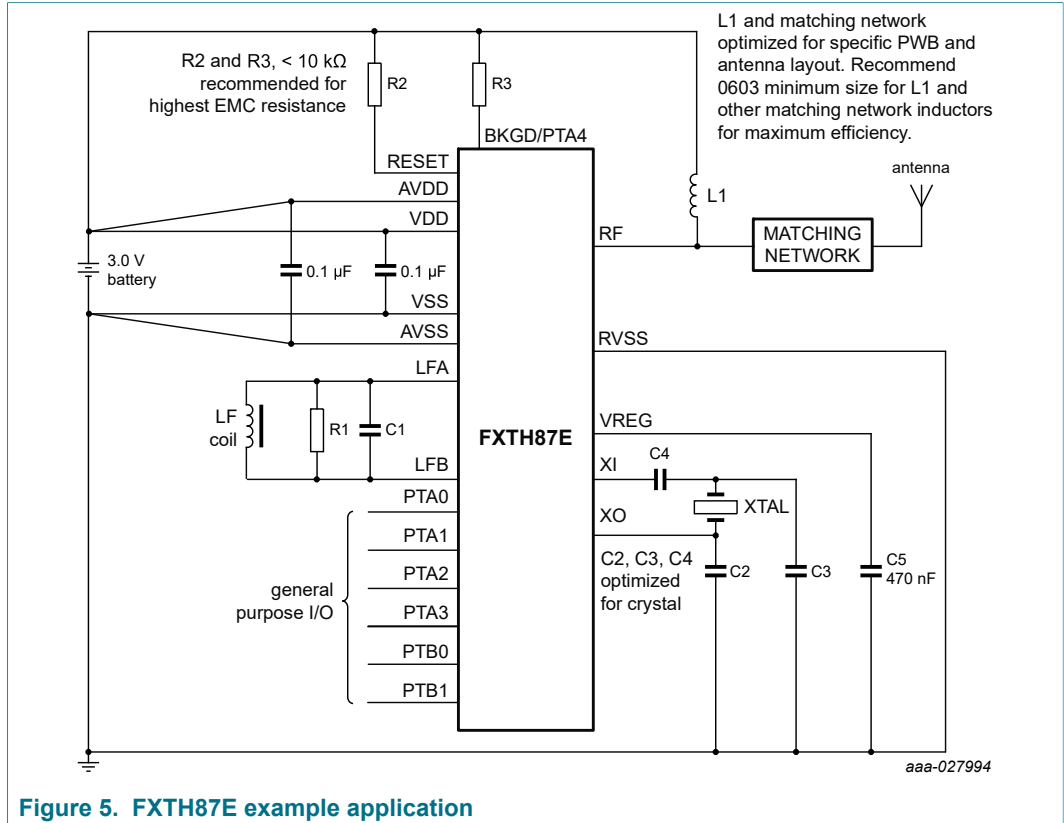 R2 and R3, < 10 kΩ
recommended for
highest EMC resistance
R2
R3
L1 and matching network
optimized for specific PWB and
antenna layout. Recommend
0603 minimum size for L1 and
other matching network inductors
for maximum efficiency.
BKGD/PTA4
RESET
AVDD
VDD
3.0 V
battery
0.1 μF
0.1 μF
VSS
AVSS
LFA
LF
coil
R1
C1
LFB
PTA0
PTA1
PTA2
PTA3
PTB0
PTB1
general
purpose I/O
FXTH87E
antenna
L1
RF
MATCHING
NETWORK
RVSS
VREG
XI
C4
XTAL
XO
C2, C3, C4
optimized
for crystal
C2
C3
C5
470 nF
aaa-027994
Figure 5. FXTH87E example application